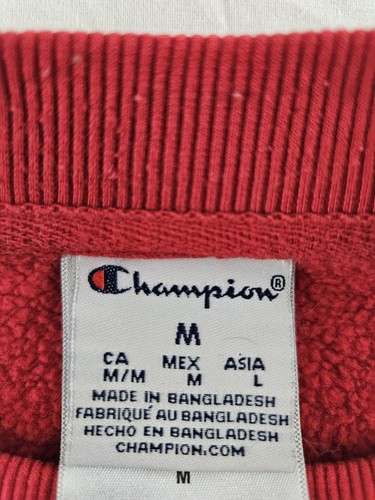 Champion®
M
CA MEX ASIA
M/M M L
MADE IN BANGLADESH
FABRIQUÉ AU BANGLADESH
HECHO EN BANGLADESH
CHAMPION.COM
M